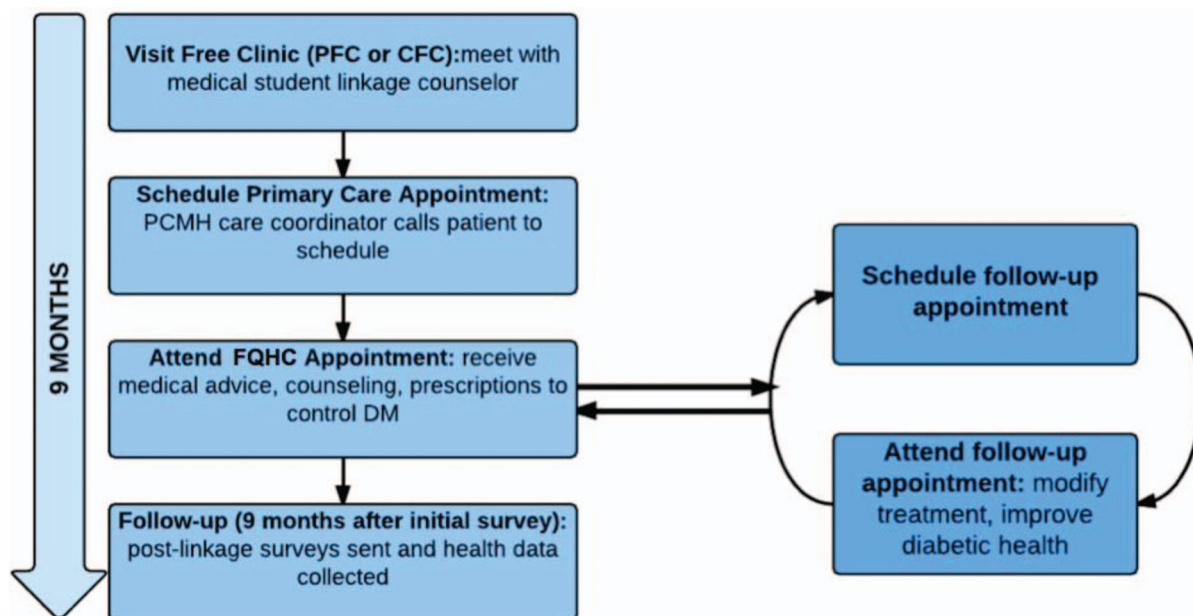 Visit Free Clinic (PFC or CFC):meet with
medical student linkage counselor
Schedule Primary Care Appointment:
PCMH care coordinator calls patient to
schedule
9 MONTHS
Attend FQHC Appointment: receive
medical advice, counseling, prescriptions to
control DM
Follow-up (9 months after initial survey):
post-linkage surveys sent and health data
collected
Schedule follow-up
appointment
Attend follow-up
appointment: modify
treatment, improve
diabetic health